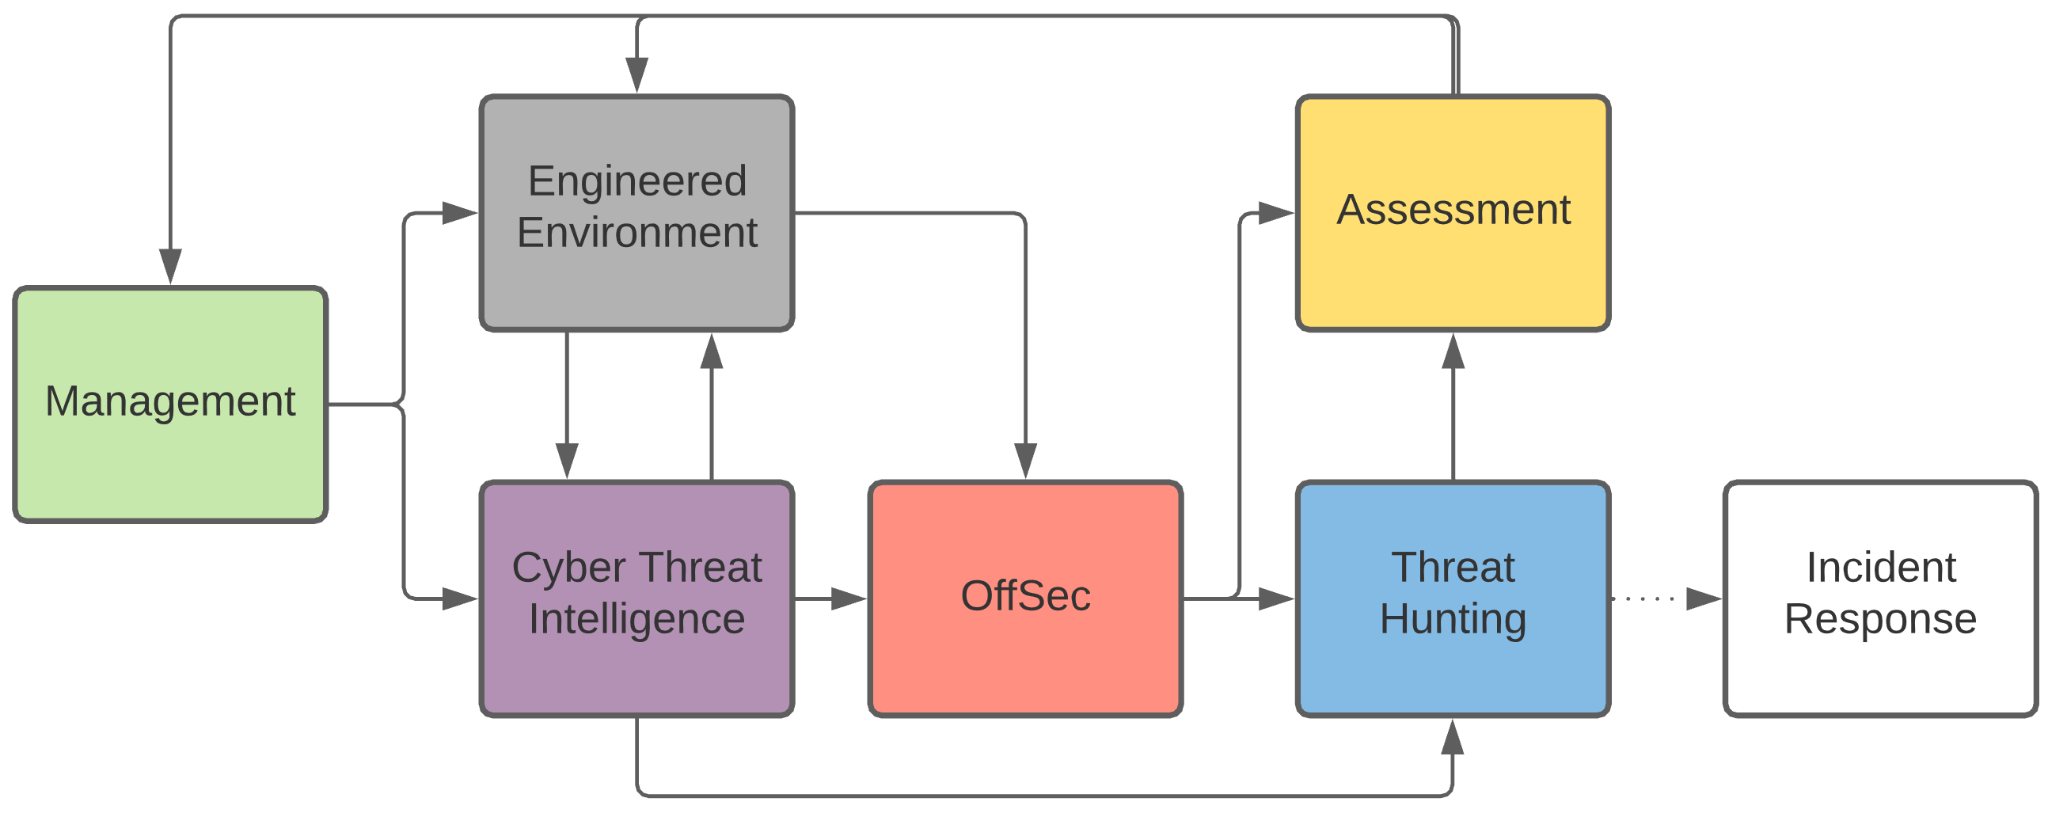 Management
Engineered
Environment
Cyber Threat
Intelligence
OffSec
Assessment
Threat
Hunting
Incident
Response